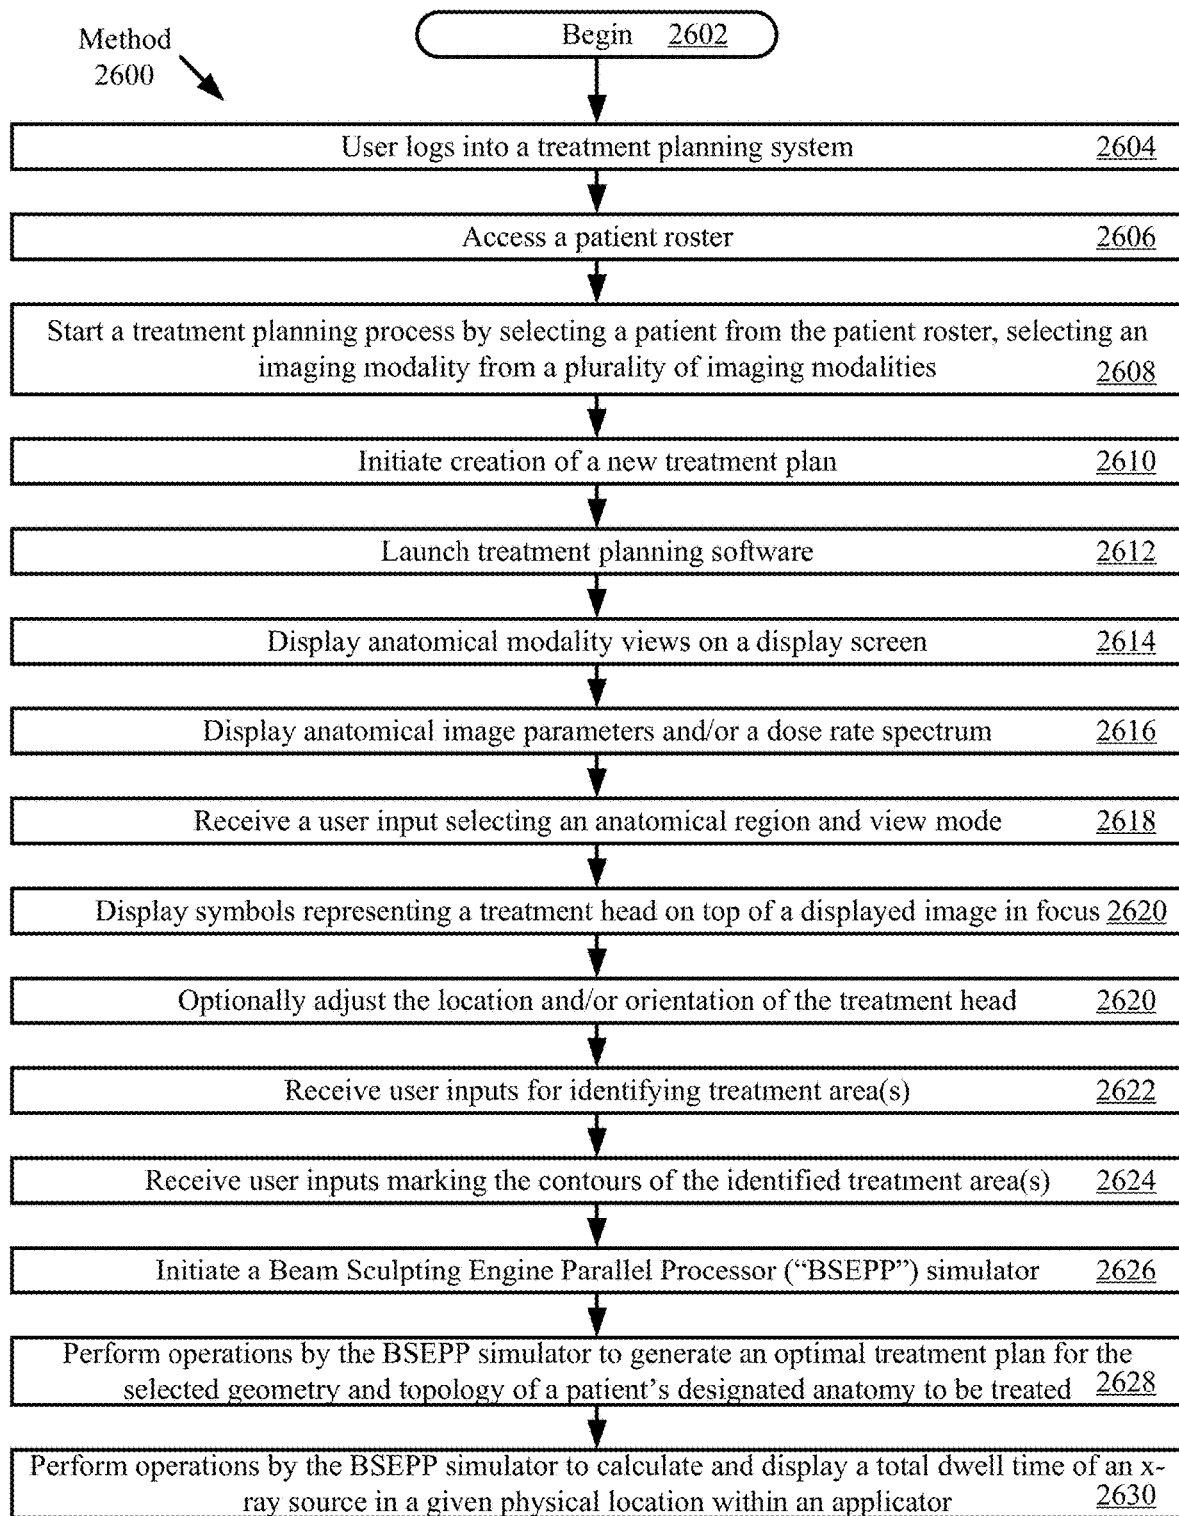 Method
2600
Begin 2602
User logs into a treatment planning system 2604
Access a patient roster 2606
Start a treatment planning process by selecting a patient from the patient roster, selecting an
imaging modality from a plurality of imaging modalities 2608
Initiate creation of a new treatment plan 2610
Launch treatment planning software 2612
Display anatomical modality views on a display screen 2614
Display anatomical image parameters and/or a dose rate spectrum 2616
Receive a user input selecting an anatomical region and view mode 2618
Display symbols representing a treatment head on top of a displayed image in focus 2620
Optionally adjust the location and/or orientation of the treatment head 2620
Receive user inputs for identifying treatment area(s) 2622
Receive user inputs marking the contours of the identified treatment area(s) 2624
Initiate a Beam Sculpting Engine Parallel Processor (“BSEPP”) simulator 2626
Perform operations by the BSEPP simulator to generate an optimal treatment plan for the
selected geometry and topology of a patient’s designated anatomy to be treated 2628
Perform operations by the BSEPP simulator to calculate and display a total dwell time of an x-
ray source in a given physical location within an applicator 2630